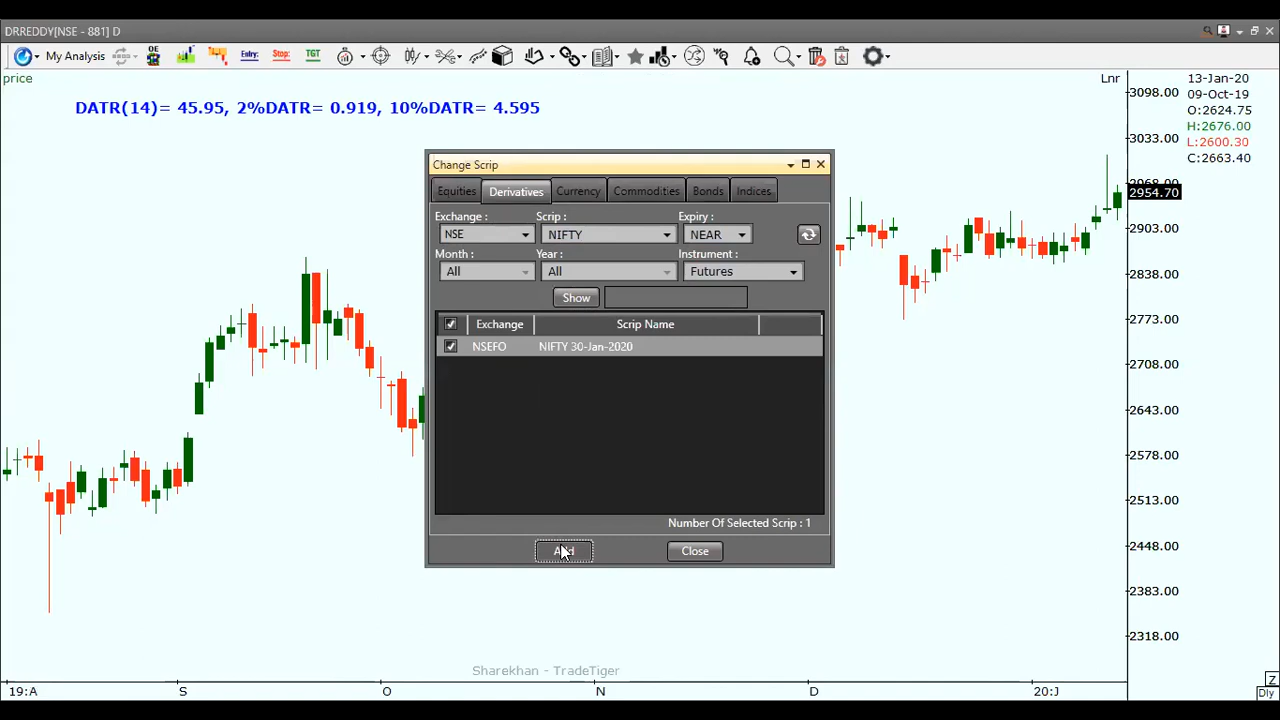 DRREDDY[NSE - 881] D
My Analysis
OE
Entry:
Stop:
TGT
price
Lnr
DATR(14)= 45.95, 2%DATR= 0.919, 10%DATR= 4.595
13-Jan-20
09-Oct-19
O:2624.75
H:2676.00
L:2600.30
C:2663.40
3098.00
3033.00
2968.00
2954.70
2903.00
2838.00
2773.00
2708.00
2643.00
2578.00
2513.00
2448.00
2383.00
2318.00
Change Scrip
Equities Derivatives Currency Commodities Bonds Indices
Exchange : Scrip : Expiry :
NSE NIFTY NEAR
Month : Year : Instrument :
All All Futures
Show
Exchange Scrip Name
NSEFO NIFTY 30-Jan-2020
Number Of Selected Scrip : 1
Add Close
Sharekhan - TradeTiger
19:A S O N D 20:J
Z
Dly